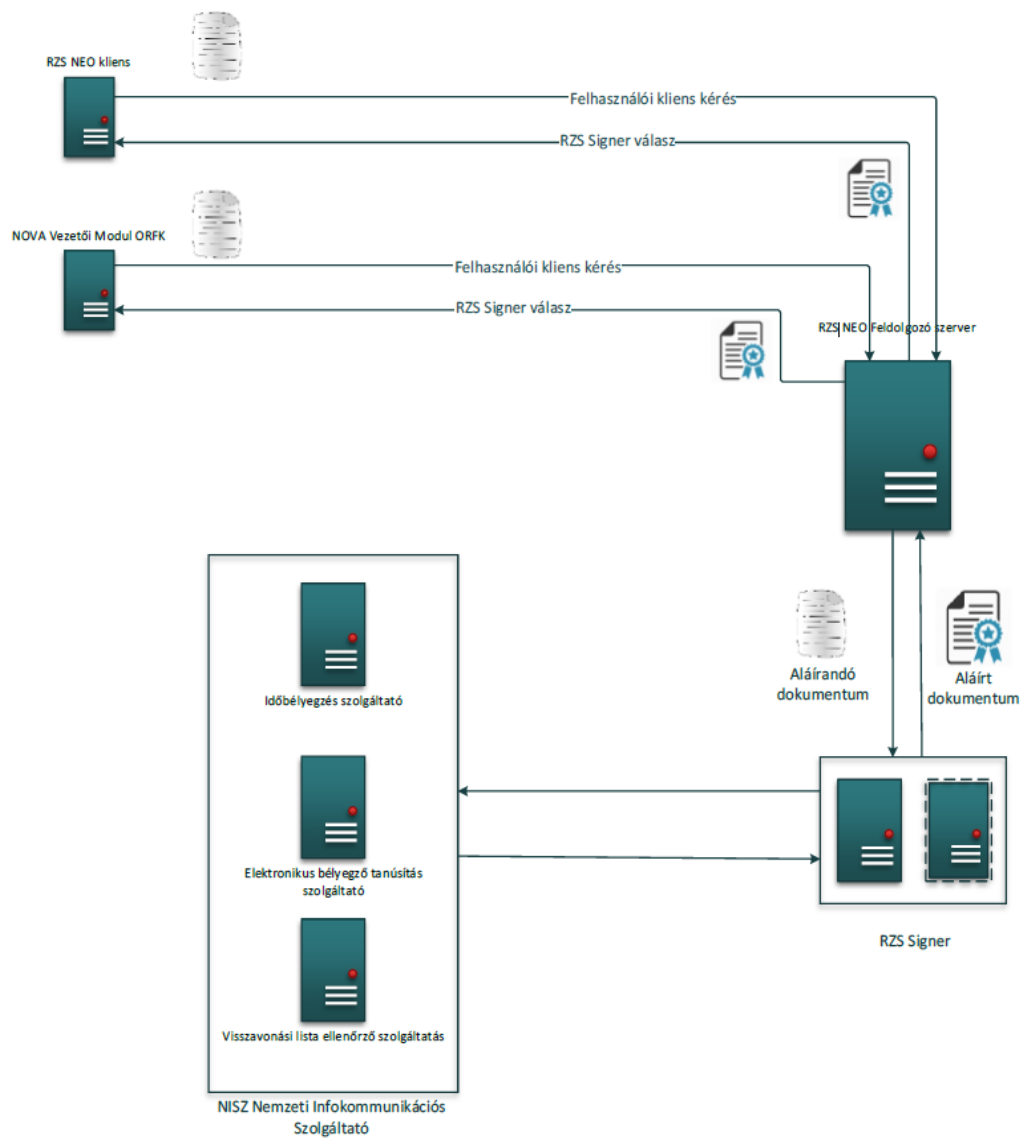 RZS NEO kliens
Felhasználói kliens kérés
RZS Signer válasz
NOVA Vezetői Modul ORFK
Felhasználói kliens kérés
RZS Signer válasz
RZS NEO Feldolgozó szerver
Aláírandó
dokumentum
Aláírt
dokumentum
Időbélyegzés szolgáltató
Elektronikus bélyegző tanúsítás
szolgáltató
Visszavonási lista ellenőrző szolgáltatás
RZS Signer
NISZ Nemzeti Infokommunikációs
Szolgáltató